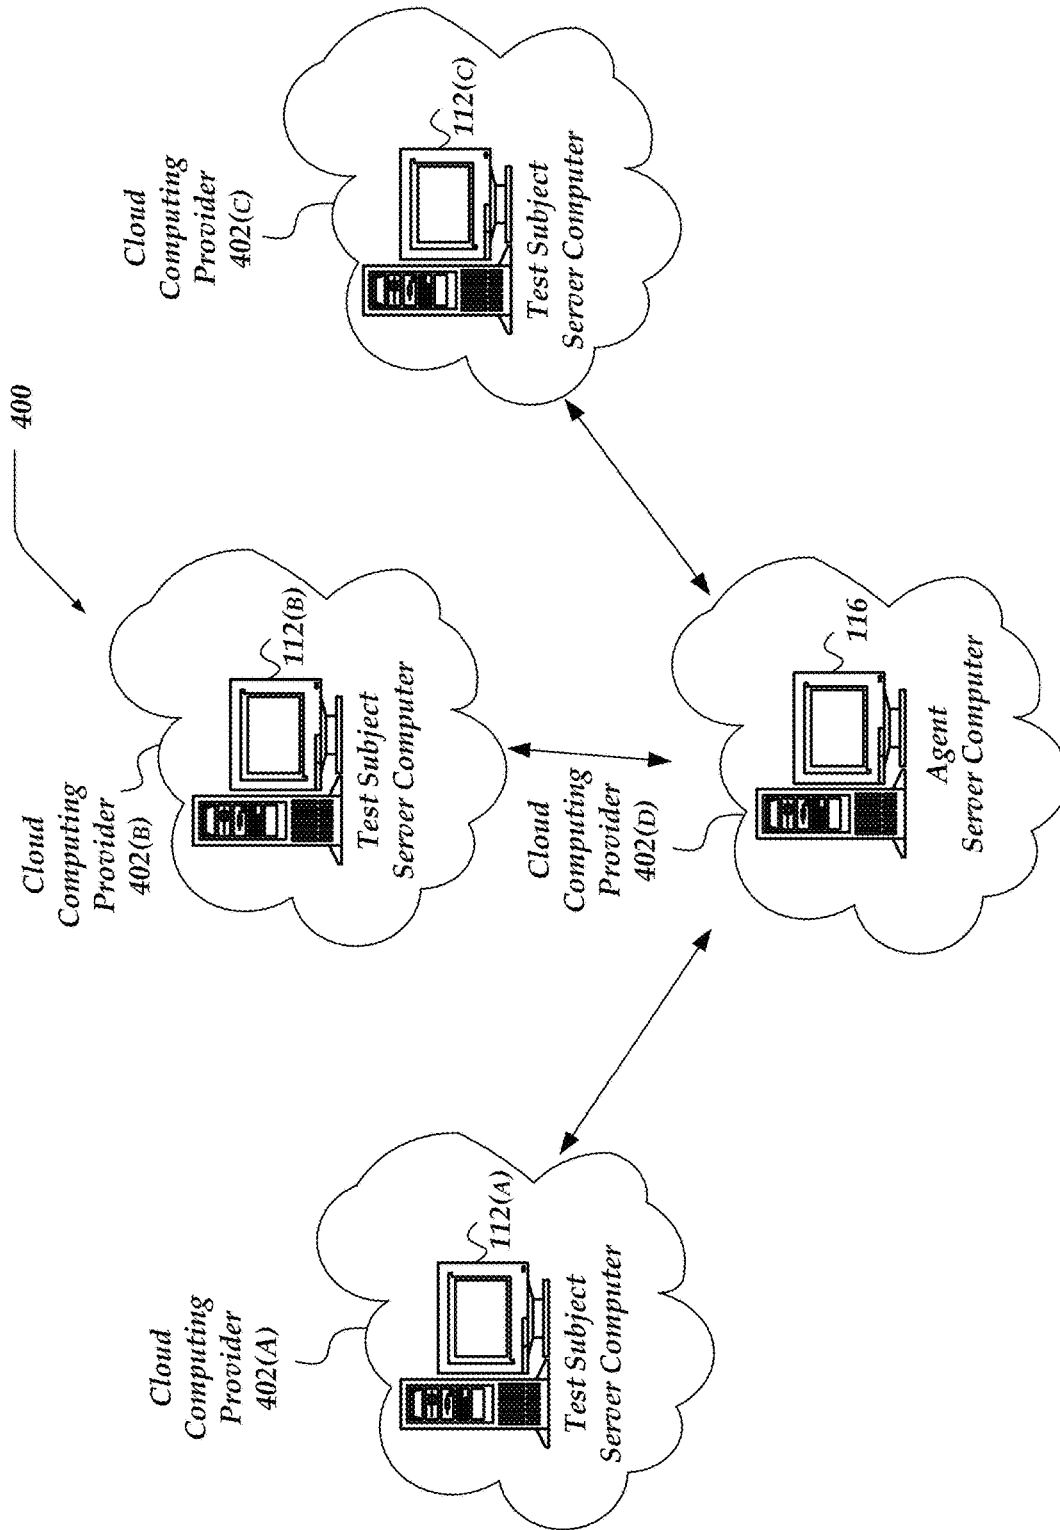 400
Cloud
Computing
Provider
402(A)
112(A)
Test Subject
Server Computer
Cloud
Computing
Provider
402(B)
112(B)
Test Subject
Server Computer
Cloud
Computing
Provider
402(C)
112(C)
Test Subject
Server Computer
Cloud
Computing
Provider
402(D)
116
Agent
Server Computer